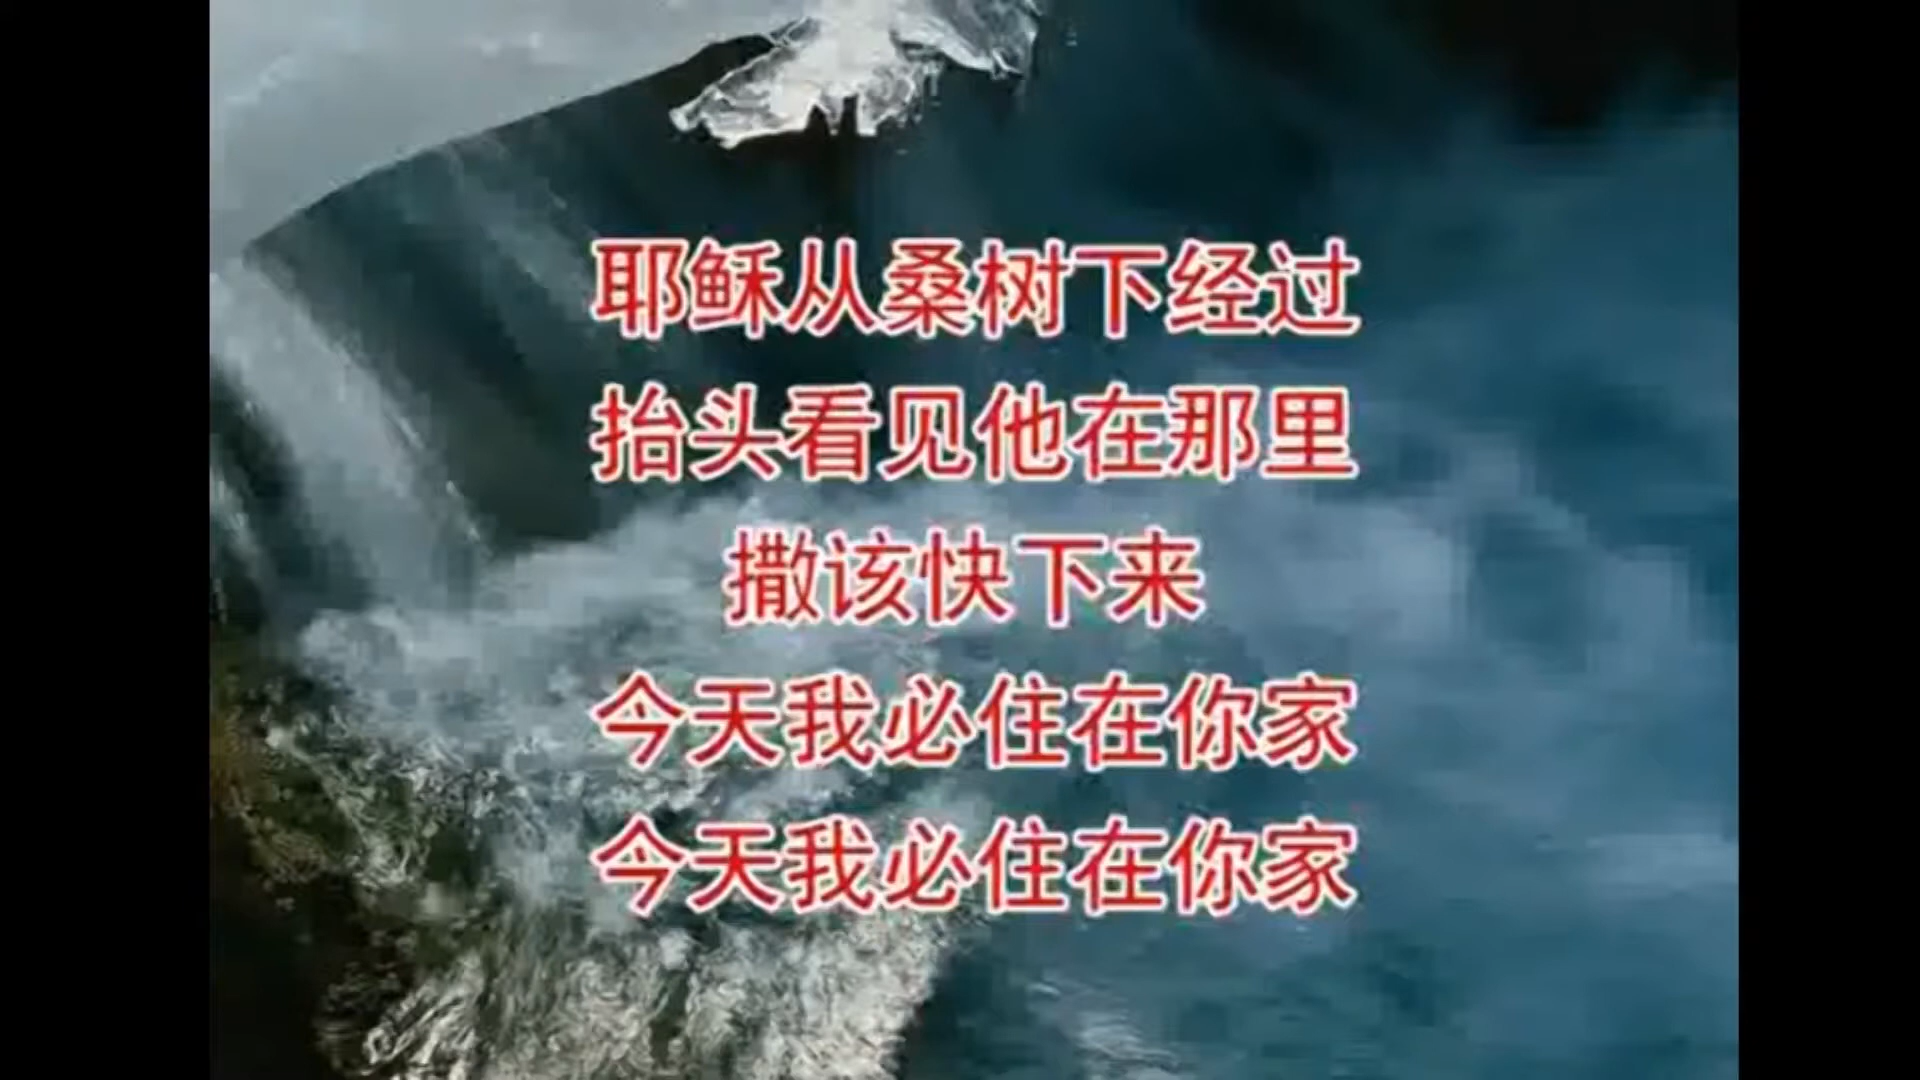 耶稣从桑树下经过
抬头看见他在那里
撒该快下来
今天我必住在你家
今天我必住在你家